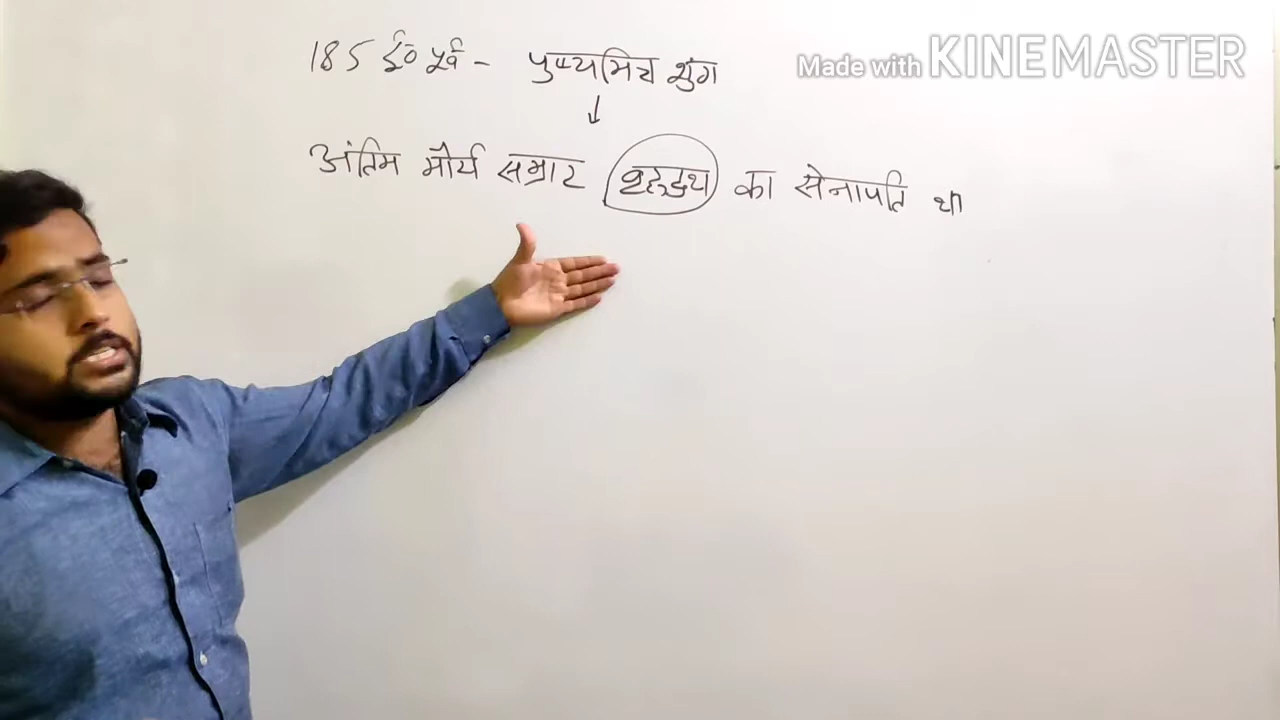 185 ई० पूर्व - पुष्यमित्र शुंग
Made with KINEMASTER
↓
अंतिम मौर्य सम्राट वृहद्रथ का सेनापति था